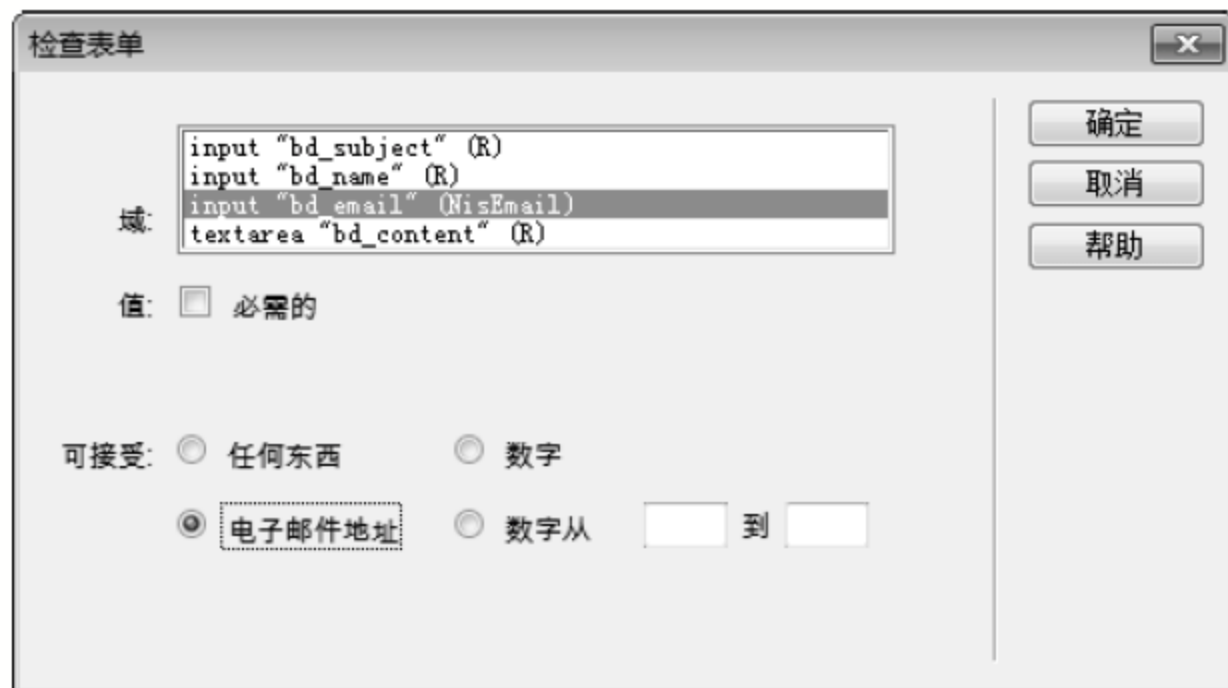 检查表单
确定
取消
帮助
域:
input "bd_subject" (R)
input "bd_name" (R)
input "bd_email" (NisEmail)
textarea "bd_content" (R)
值: 必需的
可接受: 任何东西 数字
电子邮件地址 数字从 到